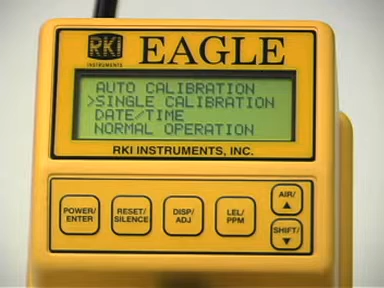 RKI
INSTRUMENTS
EAGLE
AUTO CALIBRATION
>SINGLE CALIBRATION
DATE/TIME
NORMAL OPERATION
RKI INSTRUMENTS, INC.
POWER/
ENTER
RESET/
SILENCE
DISP/
ADJ
LEL/
PPM
AIR/
▲
SHIFT/
▼